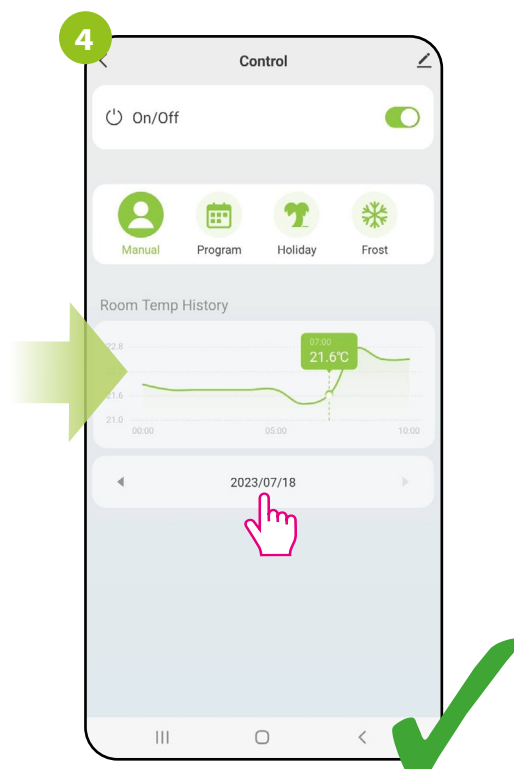 4
Control
On/Off
Manual Program Holiday Frost
Room Temp History
22.8
07:00
21.6℃
21.6
21.0
00:00 05:00 10:00
2023/07/18